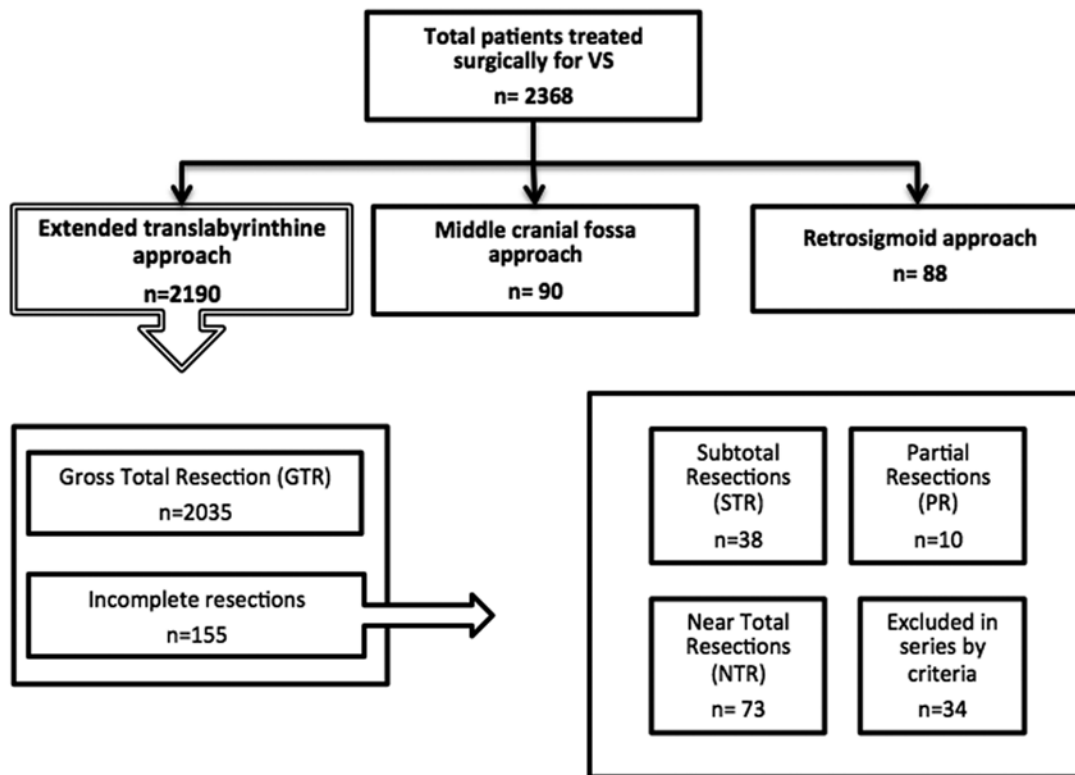 Total patients treated
surgically for VS
n= 2368
Extended translabyrinthine
approach
n=2190
Middle cranial fossa
approach
n= 90
Retrosigmoid approach
n= 88
Gross Total Resection (GTR)
n=2035
Incomplete resections
n=155
Subtotal
Resections
(STR)
n=38
Partial
Resections
(PR)
n=10
Near Total
Resections
(NTR)
n= 73
Excluded in
series by
criteria
n=34